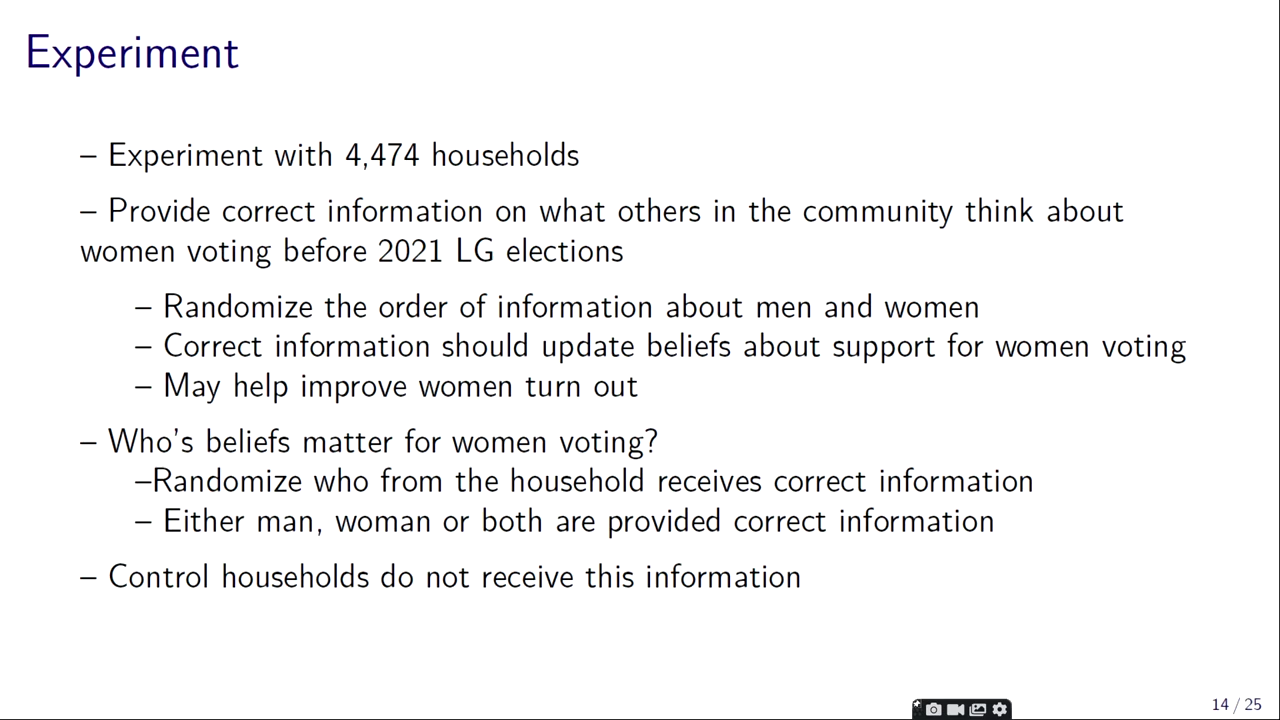 Experiment
– Experiment with 4,474 households
– Provide correct information on what others in the community think about
women voting before 2021 LG elections
– Randomize the order of information about men and women
– Correct information should update beliefs about support for women voting
– May help improve women turn out
– Who's beliefs matter for women voting?
–Randomize who from the household receives correct information
– Either man, woman or both are provided correct information
– Control households do not receive this information
14 / 25